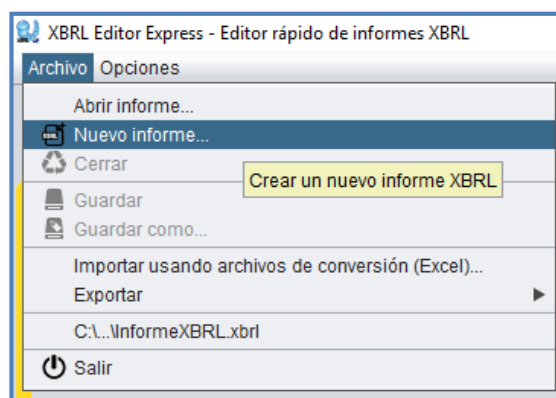 XBRL Editor Express - Editor rápido de informes XBRL
Archivo Opciones
Abrir informe...
Nuevo informe...
Cerrar
Crear un nuevo informe XBRL
Guardar
Guardar como...
Importar usando archivos de conversión (Excel)...
Exportar
C:\...\InformeXBRL.xbrl
Salir